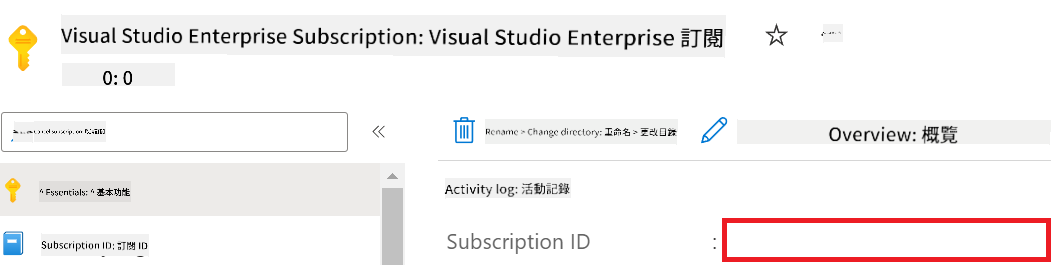 Visual Studio Enterprise Subscription: Visual Studio Enterprise 訂閱
0: 0
Rename > Change directory: 重命名 > 更改目錄
Overview: 概覽
^ Essentials: ^ 基本功能
Activity log: 活動記錄
Subscription ID: 訂閱 ID
Subscription ID :